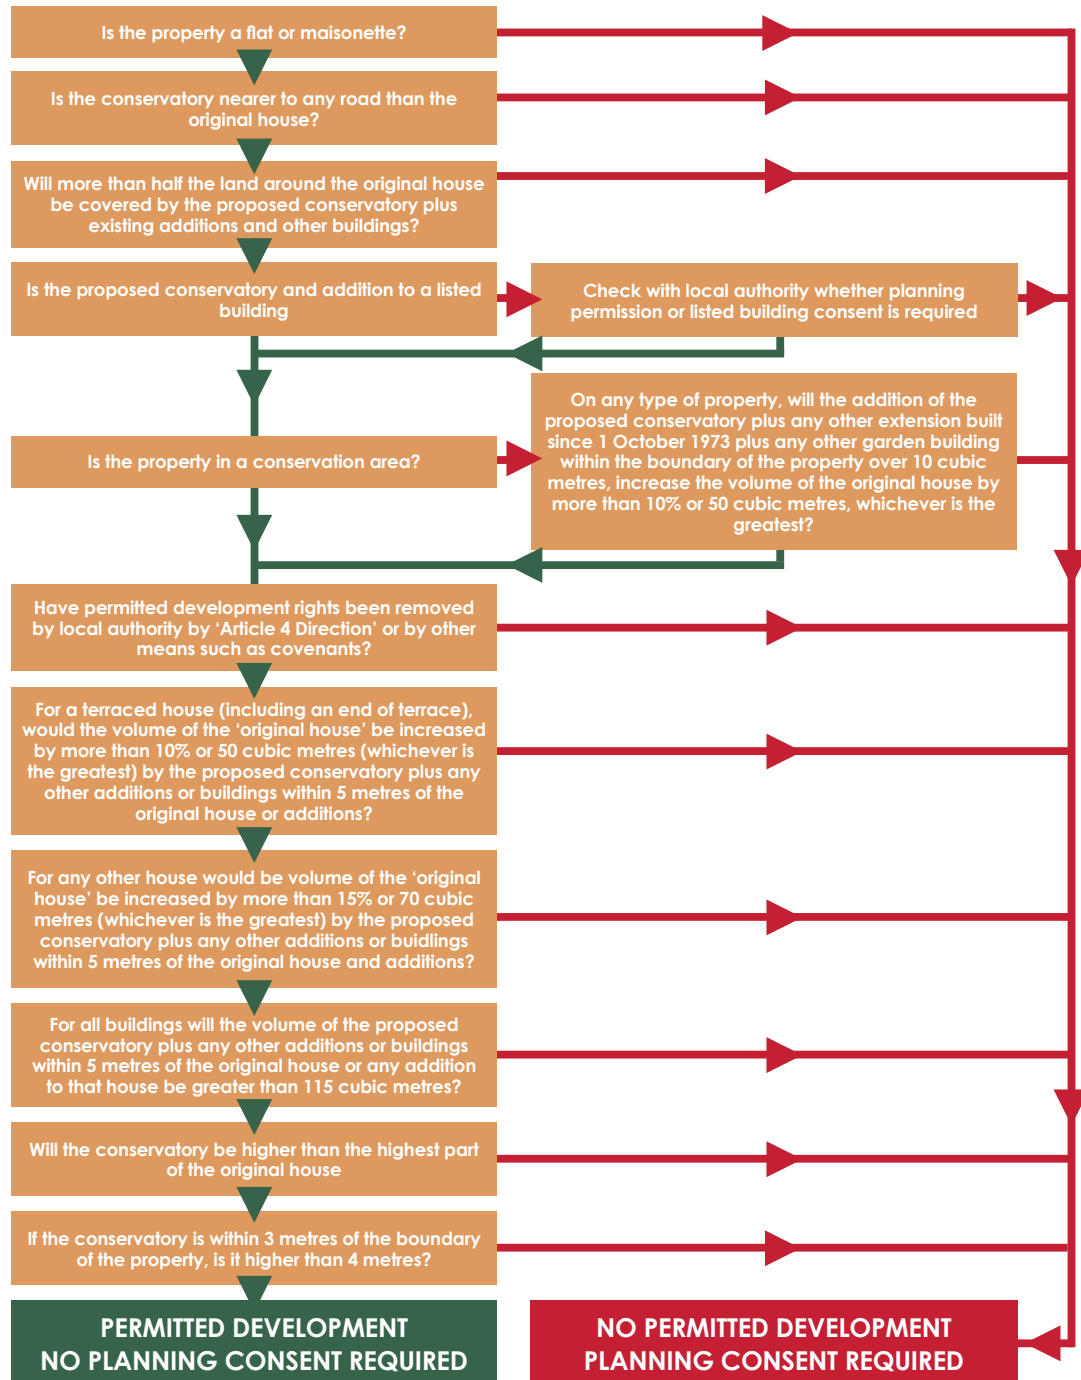 Is the property a flat or maisonette?
Is the conservatory nearer to any road than the
original house?
Will more than half the land around the original house
be covered by the proposed conservatory plus
existing additions and other buildings?
Is the proposed conservatory and addition to a listed
building
Check with local authority whether planning
permission or listed building consent is required
On any type of property, will the addition of the
proposed conservatory plus any other extension built
since 1 October 1973 plus any other garden building
within the boundary of the property over 10 cubic
metres, increase the volume of the original house by
more than 10% or 50 cubic metres, whichever is the
greatest?
Is the property in a conservation area?
Have permitted development rights been removed
by local authority by ‘Article 4 Direction’ or by other
means such as covenants?
For a terraced house (including an end of terrace),
would the volume of the ‘original house’ be increased
by more than 10% or 50 cubic metres (whichever is
the greatest) by the proposed conservatory plus any
other additions or buildings within 5 metres of the
original house or additions?
For any other house would be volume of the ‘original
house’ be increased by more than 15% or 70 cubic
metres (whichever is the greatest) by the proposed
conservatory plus any other additions or buidlings
within 5 metres of the original house and additions?
For all buildings will the volume of the proposed
conservatory plus any other additions or buildings
within 5 metres of the original house or any addition
to that house be greater than 115 cubic metres?
Will the conservatory be higher than the highest part
of the original house
If the conservatory is within 3 metres of the boundary
of the property, is it higher than 4 metres?
PERMITTED DEVELOPMENT
NO PLANNING CONSENT REQUIRED
NO PERMITTED DEVELOPMENT
PLANNING CONSENT REQUIRED